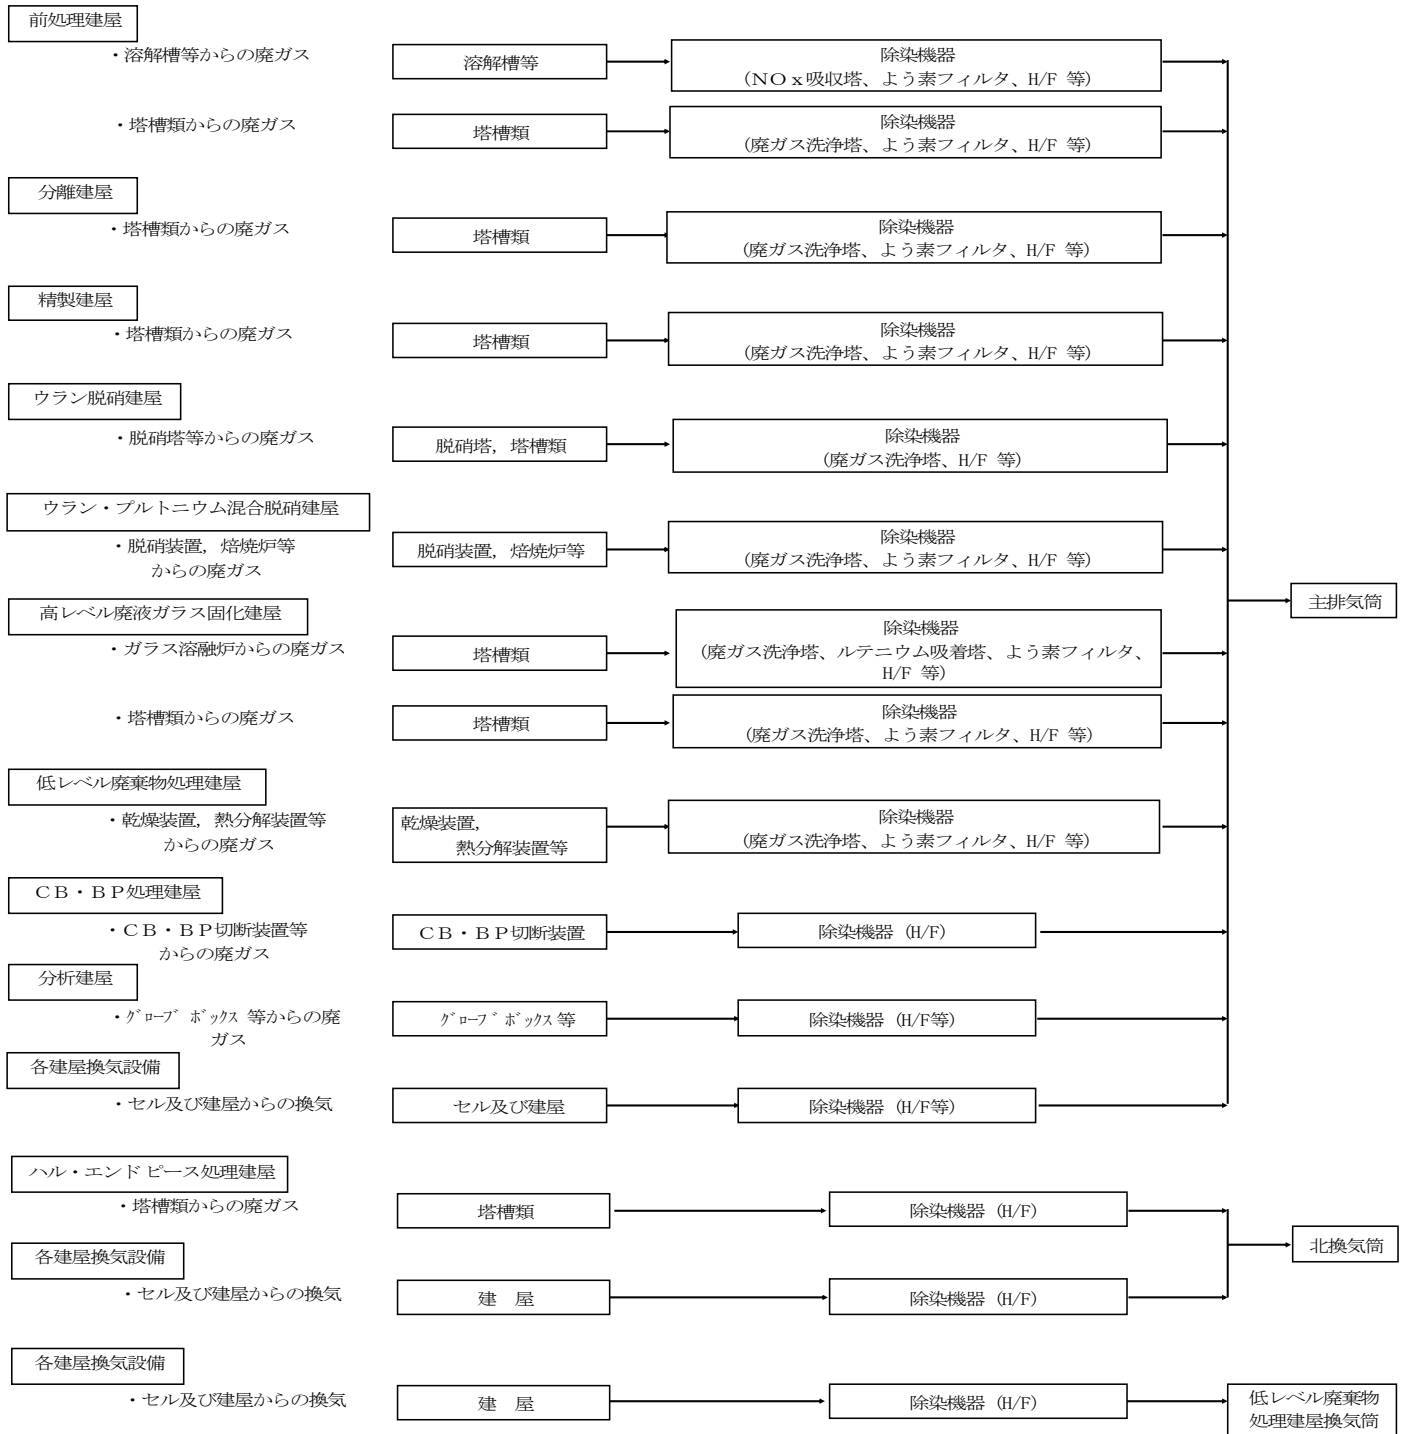 前処理建屋
・溶解槽等からの廃ガス
溶解槽等
除染機器
(ＮＯｘ吸収塔、よう素フィルタ、H/F 等)
・塔槽類からの廃ガス
塔槽類
除染機器
(廃ガス洗浄塔、よう素フィルタ、H/F 等)
分離建屋
・塔槽類からの廃ガス
塔槽類
除染機器
(廃ガス洗浄塔、よう素フィルタ、H/F 等)
精製建屋
・塔槽類からの廃ガス
塔槽類
除染機器
(廃ガス洗浄塔、よう素フィルタ、H/F 等)
ウラン脱硝建屋
・脱硝塔等からの廃ガス
脱硝塔, 塔槽類
除染機器
(廃ガス洗浄塔、H/F 等)
ウラン・プルトニウム混合脱硝建屋
・脱硝装置, 焙焼炉等
からの廃ガス
脱硝装置, 焙焼炉等
除染機器
(廃ガス洗浄塔、よう素フィルタ、H/F 等)
主排気筒
高レベル廃液ガラス固化建屋
・ガラス溶融炉からの廃ガス
塔槽類
除染機器
(廃ガス洗浄塔、ルテニウム吸着塔、よう素フィルタ、
H/F 等)
・塔槽類からの廃ガス
塔槽類
除染機器
(廃ガス洗浄塔、よう素フィルタ、H/F 等)
低レベル廃棄物処理建屋
・乾燥装置, 熱分解装置等
からの廃ガス
乾燥装置,
熱分解装置等
除染機器
(廃ガス洗浄塔、よう素フィルタ、H/F 等)
ＣＢ・ＢＰ処理建屋
・ＣＢ・ＢＰ切断装置等
からの廃ガス
ＣＢ・ＢＰ切断装置
除染機器 (H/F)
分析建屋
・ｸﾞﾛｰﾌﾞﾎﾞｯｸｽ 等からの廃
ガス
ｸﾞﾛｰﾌﾞﾎﾞｯｸｽ 等
除染機器 (H/F等)
各建屋換気設備
・セル及び建屋からの換気
セル及び建屋
除染機器 (H/F等)
ハル・エンドピース処理建屋
・塔槽類からの廃ガス
塔槽類
除染機器 (H/F)
北換気筒
各建屋換気設備
・セル及び建屋からの換気
建　屋
除染機器 (H/F)
各建屋換気設備
・セル及び建屋からの換気
建　屋
除染機器 (H/F)
低レベル廃棄物
処理建屋換気筒